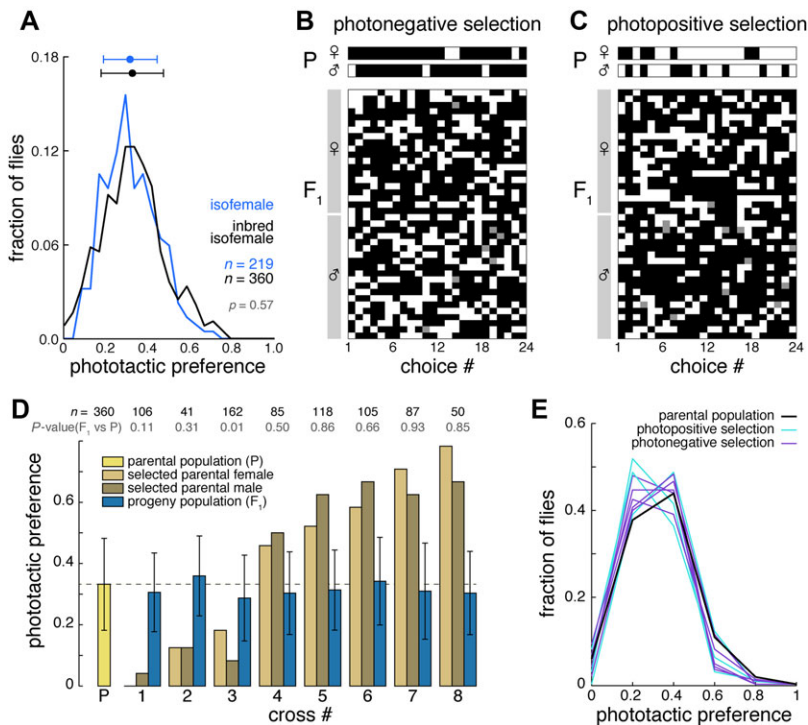 A
0.18
0.12
0.06
0.0
fraction of flies
isofemale
inbred
isofemale
n = 219
n = 360
p = 0.57
0 0.2 0.4 0.6 0.8 1.0
phototactic preference
B photonegative selection
P
♀
♂
F1
♀
♂
1 6 12 18 24
choice #
C photopositive selection
P
♀
♂
F1
♀
♂
1 6 12 18 24
choice #
D
n = 360 106 41 162 85 118 105 87 50
P-value(F1 vs P) 0.11 0.31 0.01 0.50 0.86 0.66 0.93 0.85
parental population (P)
selected parental female
selected parental male
progeny population (F1)
phototactic preference
0.6
0.4
0.2
0
P 1 2 3 4 5 6 7 8
cross #
E
parental population
photopositive selection
photonegative selection
fraction of flies
0.6
0.4
0.2
0
0 0.2 0.4 0.6 0.8 1
phototactic preference